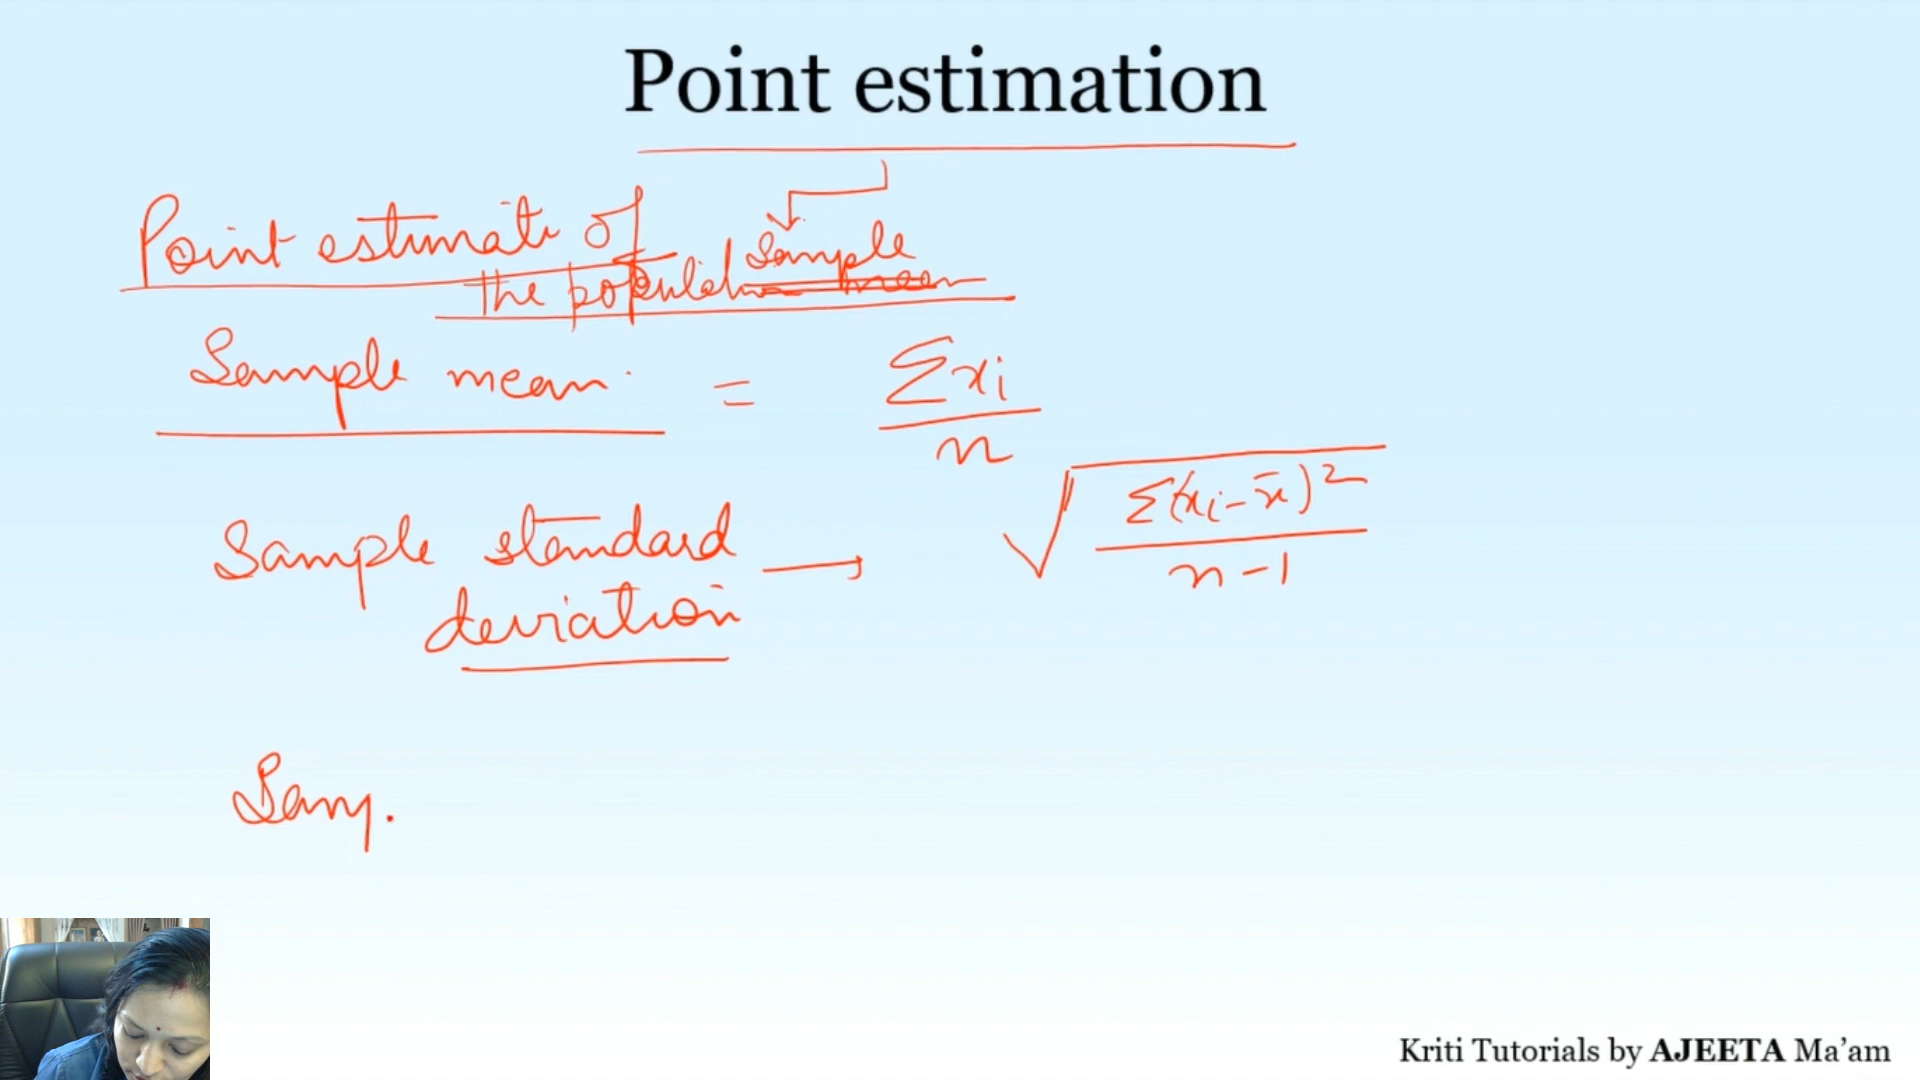 Point estimation
Point estimate of
Sample
the population mean
Sample mean = Σxi / n
Sample standard → √ Σ(xi - x̄)² / n-1
deviation
Samp.
Kriti Tutorials by AJEETA Ma'am